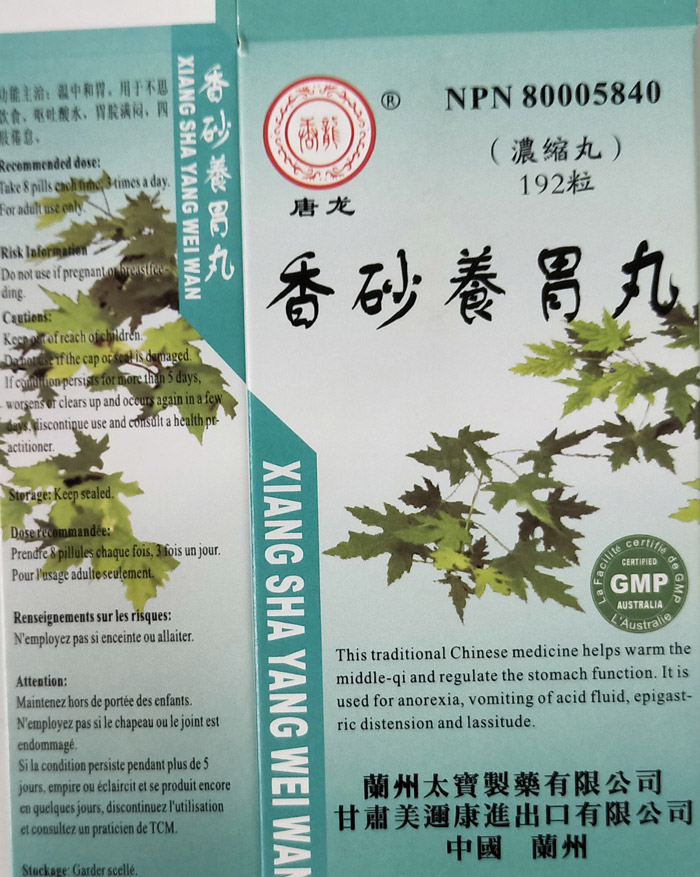 功能主治：温中和胃。用于不思
饮食、呕吐酸水、胃脘满闷、四
肢倦怠。
Recommended dose:
Take 8 pills each time, 3 times a day.
For adult use only.
Risk Information
Do not use if pregnant or breastfee-
ding.
Cautions:
Keep out of reach of children.
Do not use if the cap or seal is damaged.
If condition persists for more than 5 days,
worsens or clears up and occurs again in a few
days, discontinue use and consult a health pr-
actitioner.
Storage: Keep sealed.
Dose recommandée:
Prendre 8 pillules chaque fois, 3 fois un jour.
Pour l'usage adulte seulement.
Renseignements sur les risques:
N'employez pas si enceinte ou allaiter.
Attention:
Maintenez hors de portée des enfants.
N'employez pas si le chapeau ou le joint est
endommagé.
Si la condition persiste pendant plus de 5
jours, empire ou éclaircit et se produit encore
en quelques jours, discontinuez l'utilisation
et consultez un praticien de TCM.
Stockage: Garder scellé.
香砂養胃丸
XIANG SHA YANG WEI WAN
®
唐龙
NPN 80005840
（濃缩丸）
192粒
香砂養胃丸
XIANG SHA YANG WEI WAN
La Facilité certifié de GMP
CERTIFIED
GMP
AUSTRALIA
L'Australie
This traditional Chinese medicine helps warm the
middle-qi and regulate the stomach function. It is
used for anorexia, vomiting of acid fluid, epigast-
ric distension and lassitude.
蘭州太寶製藥有限公司
甘肅美邇康進出口有限公司
中國 蘭州